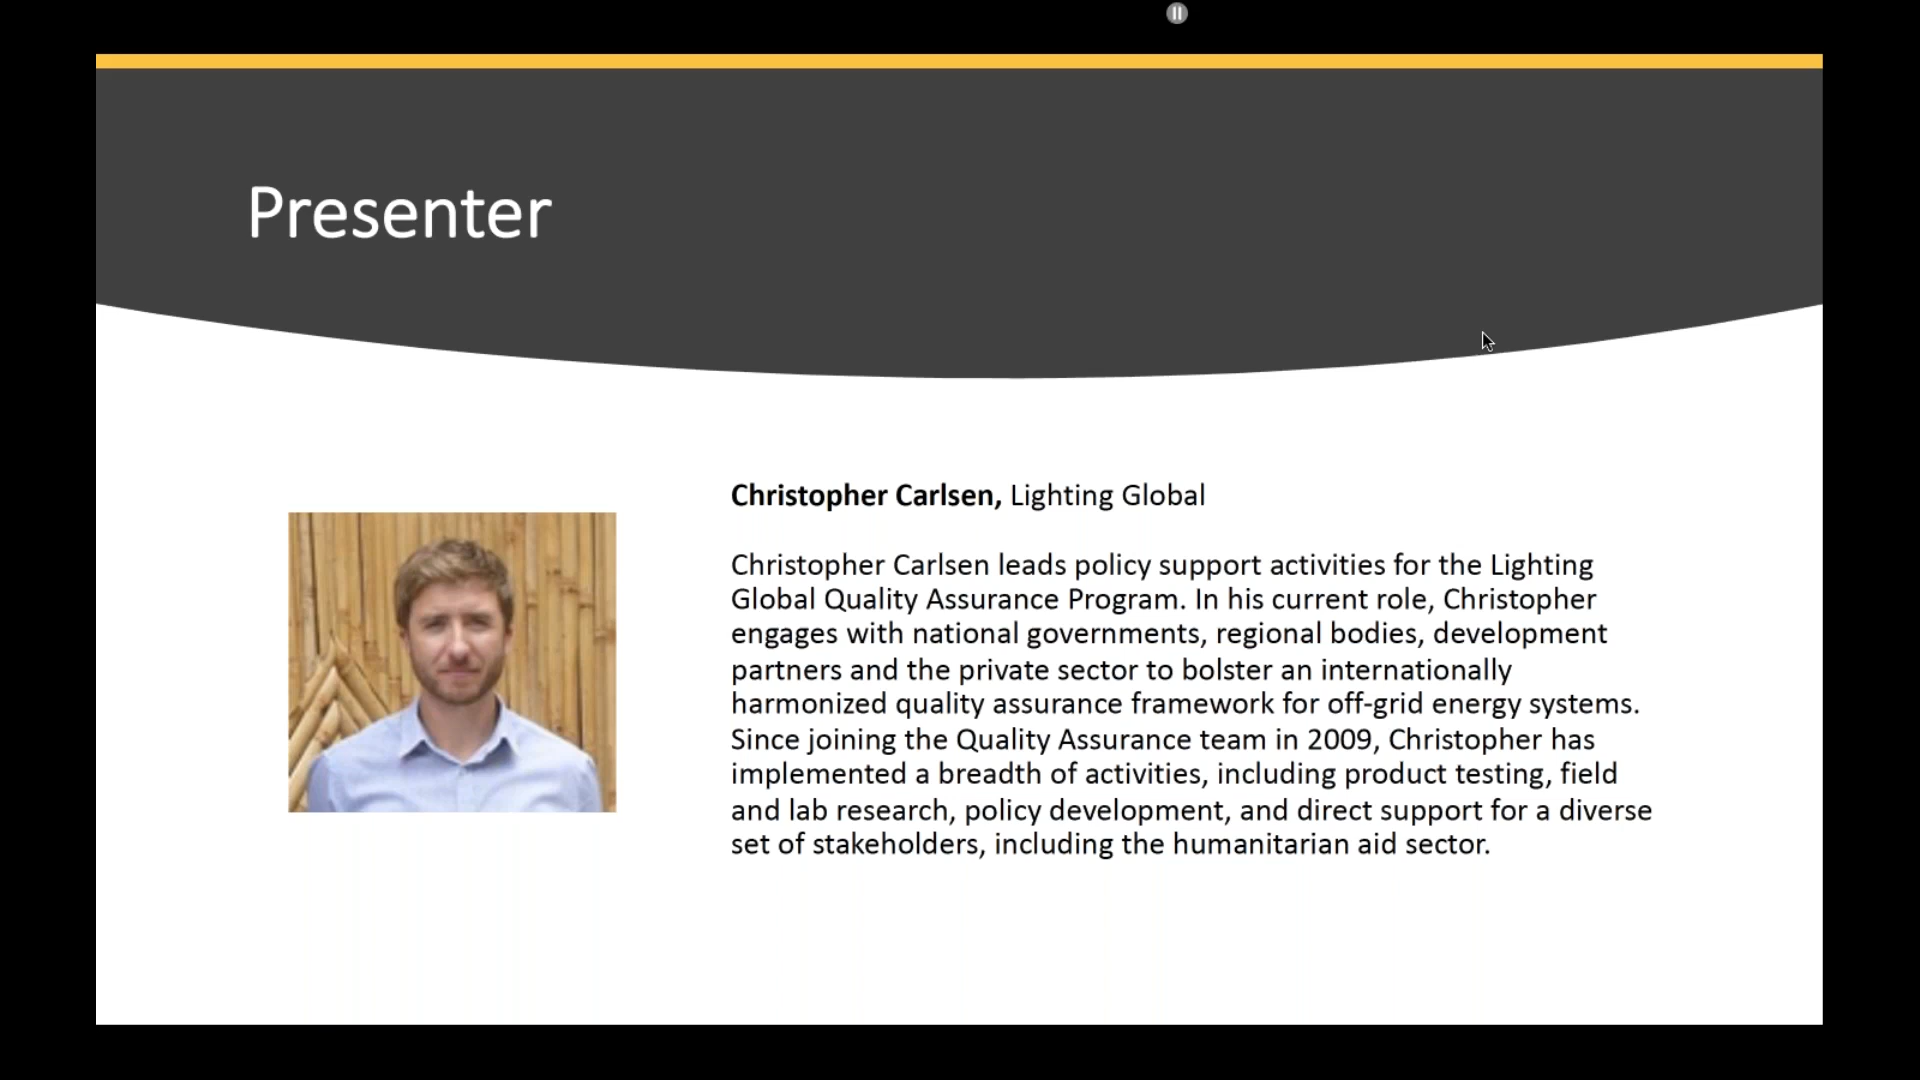 Presenter
Christopher Carlsen, Lighting Global
Christopher Carlsen leads policy support activities for the Lighting
Global Quality Assurance Program. In his current role, Christopher
engages with national governments, regional bodies, development
partners and the private sector to bolster an internationally
harmonized quality assurance framework for off-grid energy systems.
Since joining the Quality Assurance team in 2009, Christopher has
implemented a breadth of activities, including product testing, field
and lab research, policy development, and direct support for a diverse
set of stakeholders, including the humanitarian aid sector.